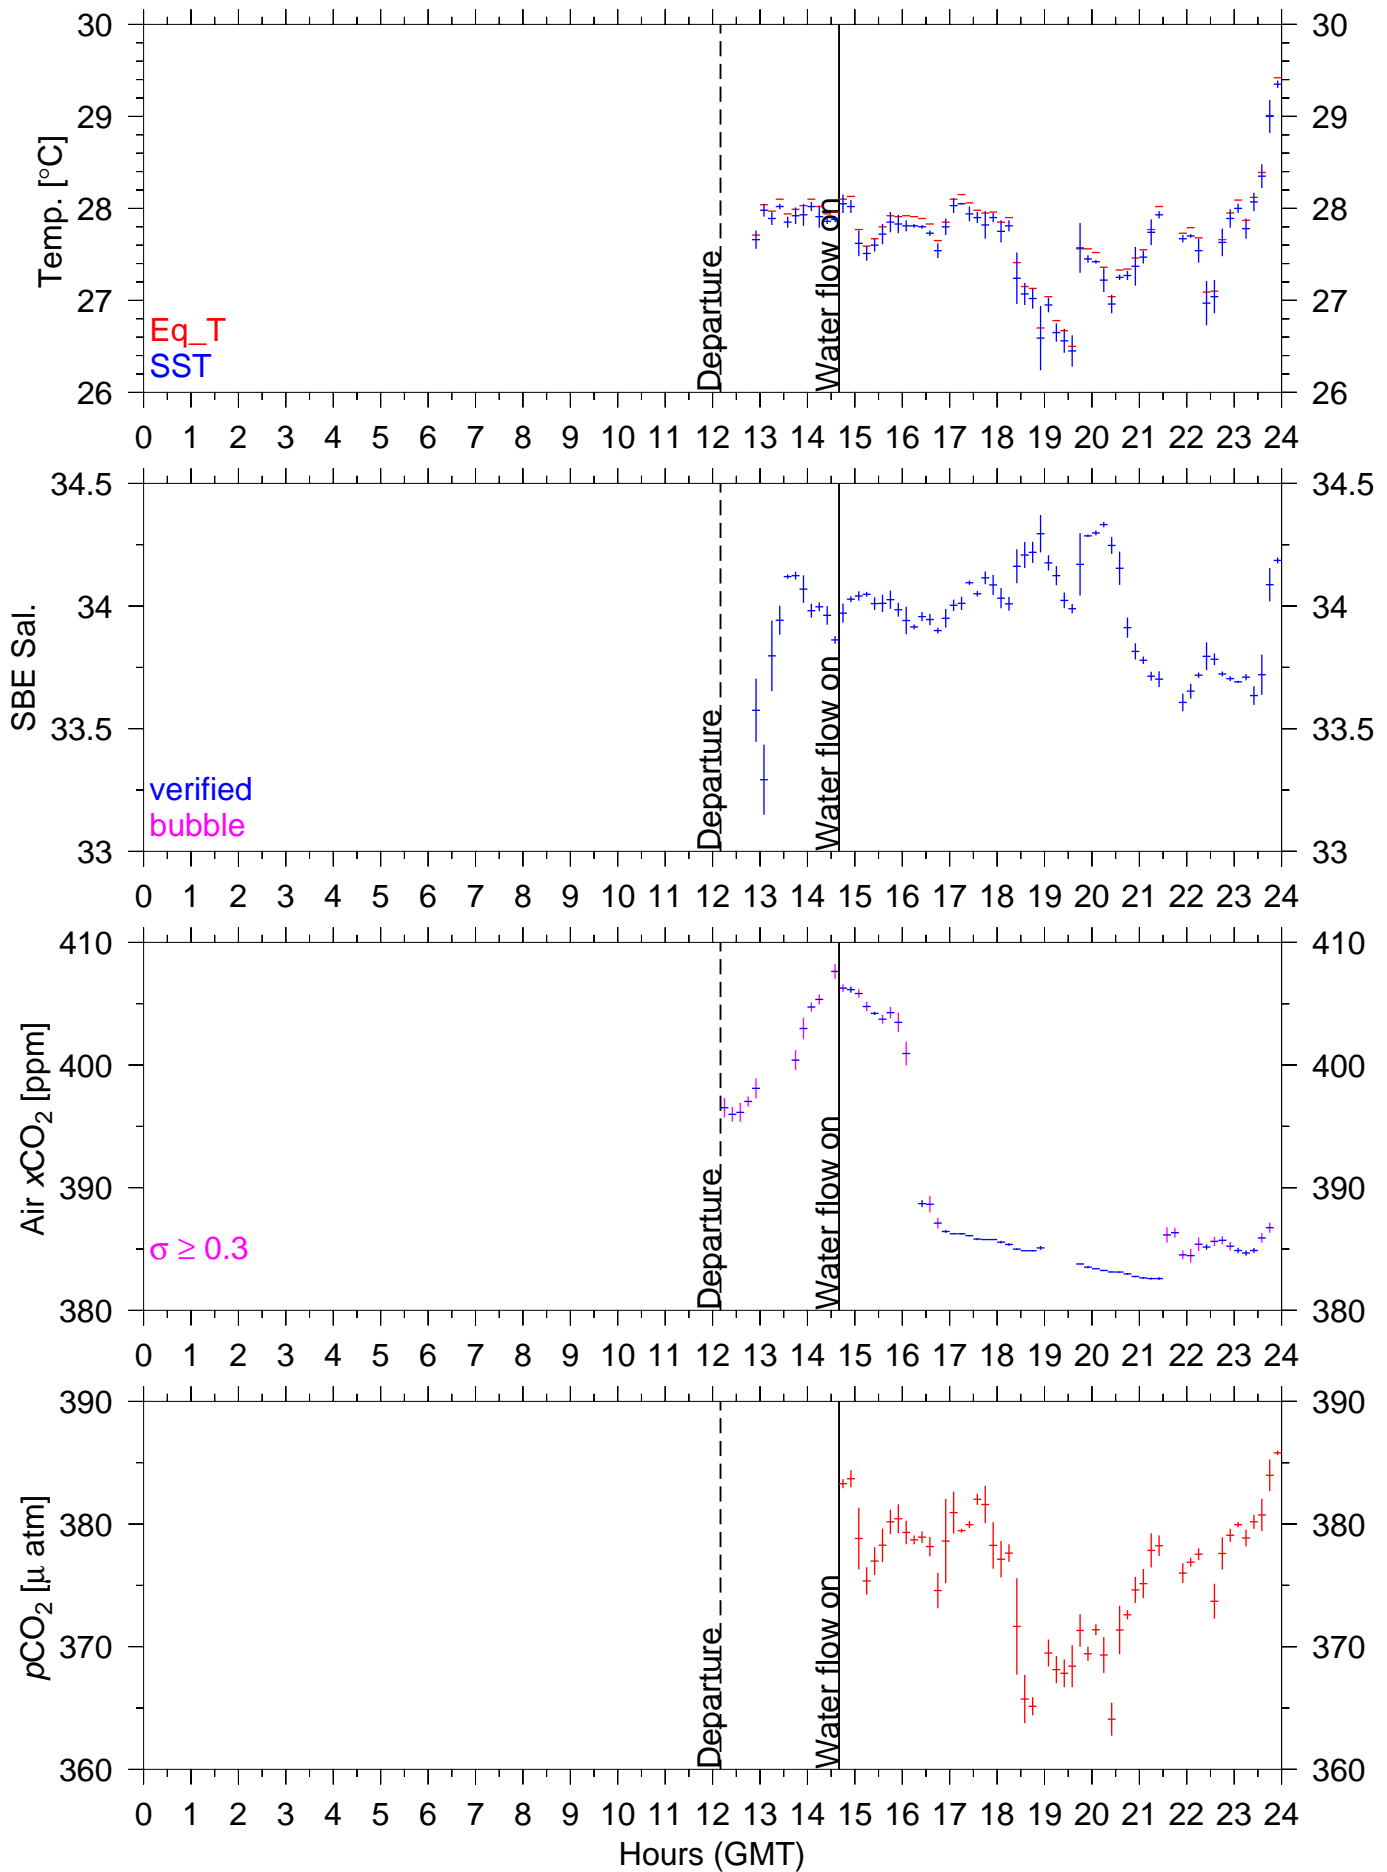 30 30
29 29
28 28
27 27
26 26
Temp. [°C]
Eq_T
SST
Departure
Water flow on
0 1 2 3 4 5 6 7 8 9 10 11 12 13 14 15 16 17 18 19 20 21 22 23 24
34.5 34.5
34 34
33.5 33.5
33 33
SBE Sal.
verified
bubble
Departure
Water flow on
0 1 2 3 4 5 6 7 8 9 10 11 12 13 14 15 16 17 18 19 20 21 22 23 24
410 410
400 400
390 390
380 380
Air xCO₂ [ppm]
σ ≥ 0.3
Departure
Water flow on
0 1 2 3 4 5 6 7 8 9 10 11 12 13 14 15 16 17 18 19 20 21 22 23 24
390 390
380 380
370 370
360 360
pCO₂ [μ atm]
Departure
Water flow on
0 1 2 3 4 5 6 7 8 9 10 11 12 13 14 15 16 17 18 19 20 21 22 23 24
Hours (GMT)